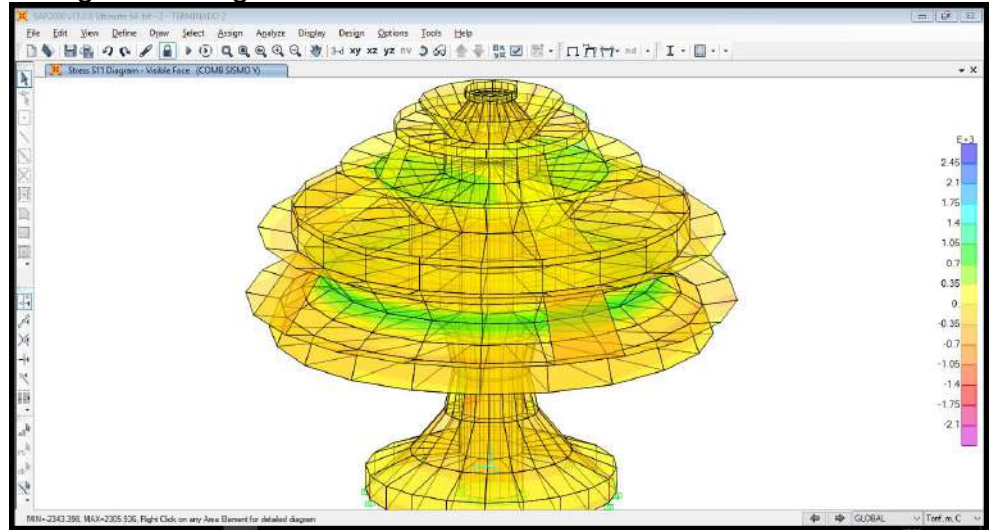 SAP2000 v15.0.0 Ultimate 64-bit - 2 - TERMINADO 2
File Edit View Define Draw Select Assign Analyze Display Design Options Tools Help
3-d xy xz yz nv nd
Stress S11 Diagram - Visible Face (COMB SISMO Y)
E+3
2.45
2.1
1.75
1.4
1.05
0.7
0.35
0.
-0.35
-0.7
-1.05
-1.4
-1.75
-2.1
MIN=-2343.398, MAX=2305.526, Right Click on any Area Element for detailed diagram
GLOBAL
Tonf, m, C